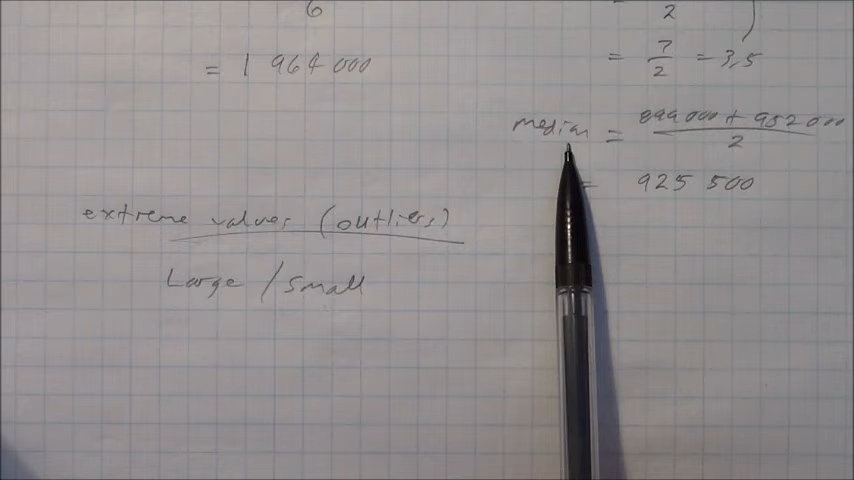 6
= 1 964 000
2
= 7/2 = 3,5
median = 899 000 + 952 000
2
= 925 500
extreme values (outliers)
Large / Small